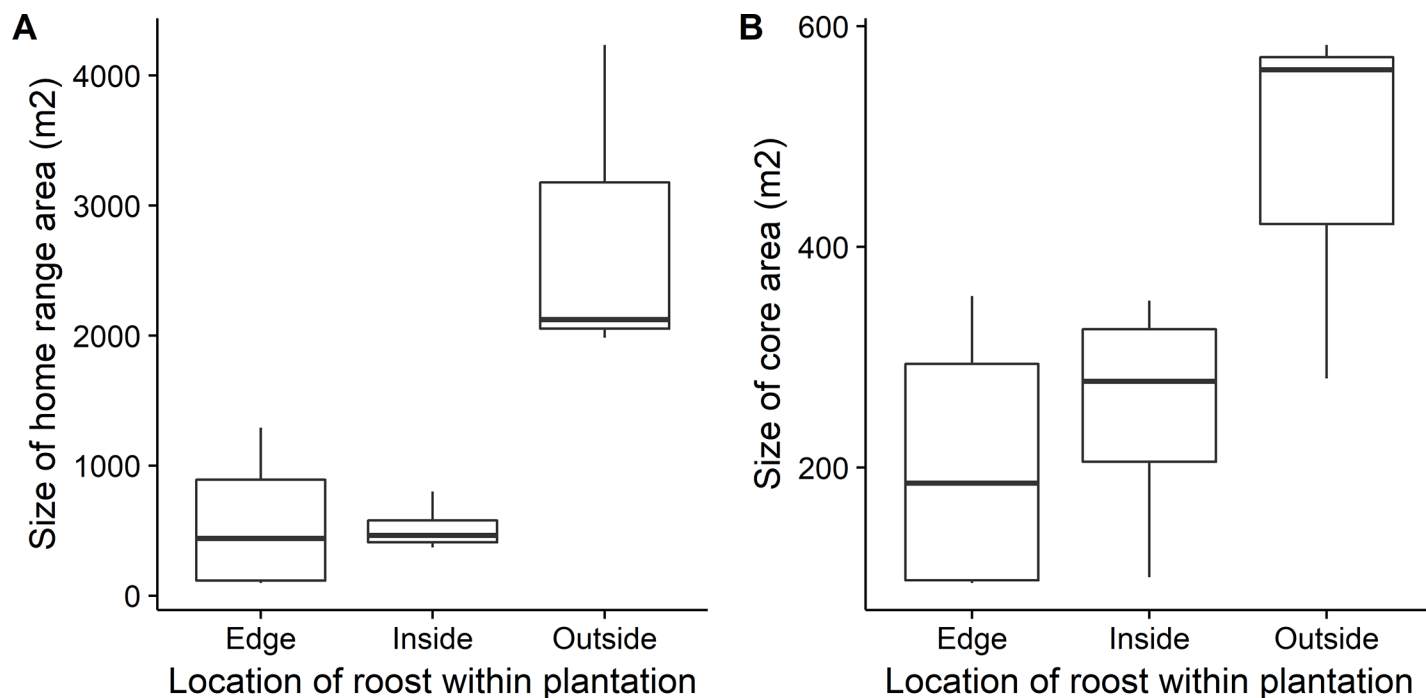 A
Size of home range area (m2)
4000
3000
2000
1000
0
Edge Inside Outside
Location of roost within plantation
B
Size of core area (m2)
600
400
200
Edge Inside Outside
Location of roost within plantation